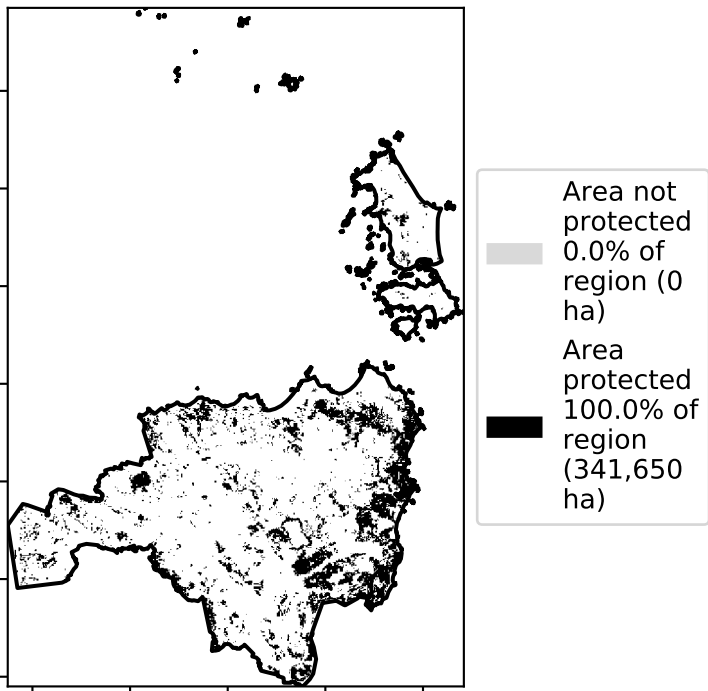 Area not
protected
0.0% of
region (0
ha)
Area
protected
100.0% of
region
(341,650
ha)